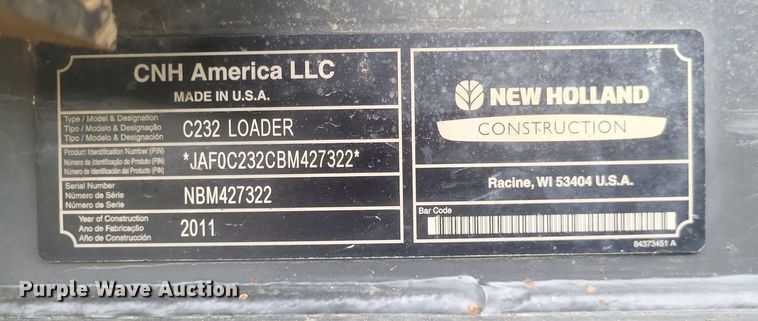 CNH America LLC
MADE IN U.S.A.
Type / Model & Designation
Tipo / Modelo & Designação
Tipo / Modelo & Designación
C232 LOADER
Product Identification Number (PIN)
Número de Identificação do Produto (PIN)
Número de Identificación del Producto (PIN)
*JAF0C232CBM427322*
Serial Number
Número de Série
Número de Serie
NBM427322
Year of Construction
Ano de Fabricação
Año de Construcción
2011
NEW HOLLAND
CONSTRUCTION
Racine, WI 53404 U.S.A.
Bar Code
84373451 A
Purple Wave Auction